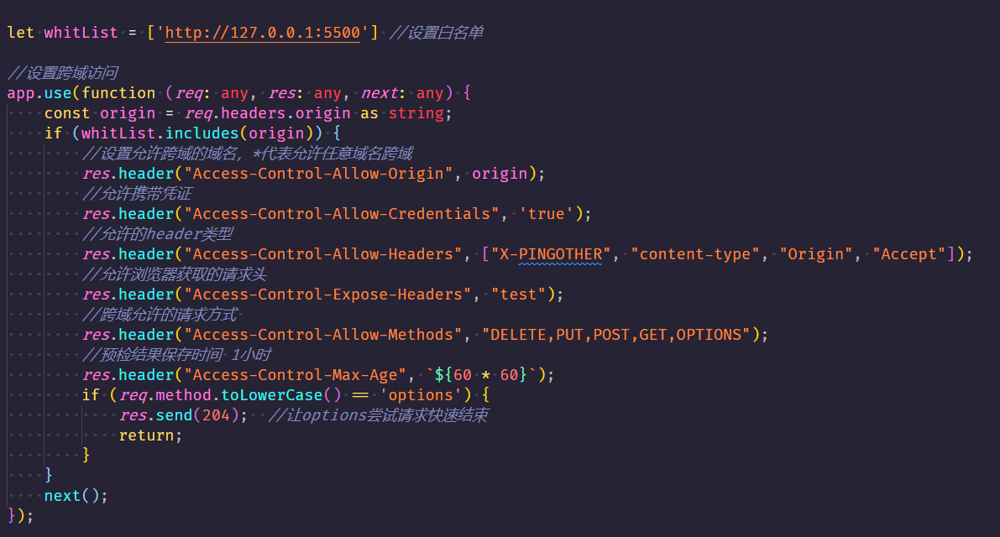 let whitList = ['http://127.0.0.1:5500'] //设置白名单
//设置跨域访问
app.use(function (req: any, res: any, next: any) {
    const origin = req.headers.origin as string;
    if (whitList.includes(origin)) {
        //设置允许跨域的域名，*代表允许任意域名跨域
        res.header("Access-Control-Allow-Origin", origin);
        //允许携带凭证
        res.header("Access-Control-Allow-Credentials", 'true');
        //允许的header类型
        res.header("Access-Control-Allow-Headers", ["X-PINGOTHER", "content-type", "Origin", "Accept"]);
        //允许浏览器获取的请求头
        res.header("Access-Control-Expose-Headers", "test");
        //跨域允许的请求方式
        res.header("Access-Control-Allow-Methods", "DELETE,PUT,POST,GET,OPTIONS");
        //预检结果保存时间 1小时
        res.header("Access-Control-Max-Age", `${60 * 60}`);
        if (req.method.toLowerCase() == 'options') {
            res.send(204);  //让options尝试请求快速结束
            return;
        }
    }
    next();
});